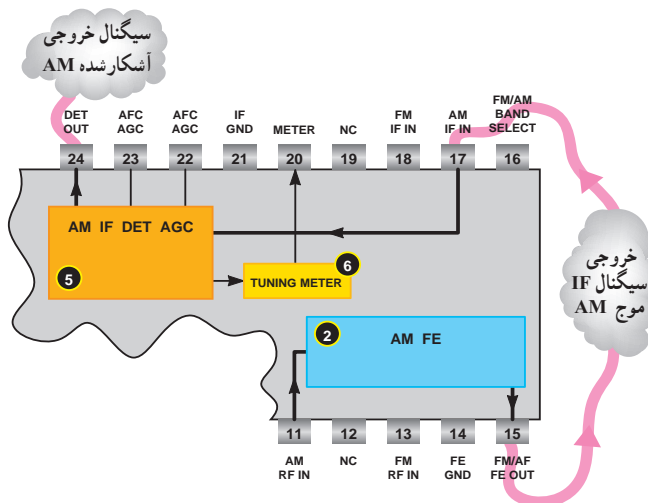 سیگنال خروجی
آشکارشده AM
DET
OUT
AFC
AGC
AFC
AGC
IF
GND
METER
NC
FM
IF IN
AM
IF IN
FM/AM
BAND
SELECT
24
23
22
21
20
19
18
17
16
AM IF DET AGC
5
6
TUNING METER
2
AM FE
خروجی
سیگنال IF
موج AM
11
12
13
14
15
AM
RF IN
NC
FM
RF IN
FE
GND
FM/AF
FE OUT